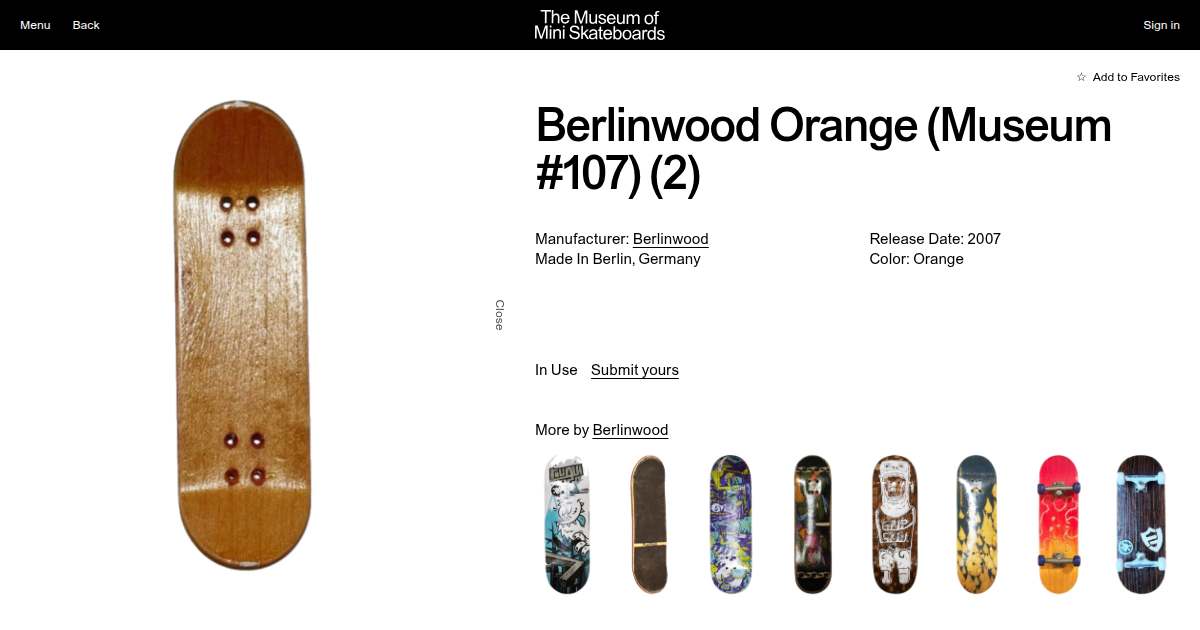 Menu
Back
The Museum of
Mini Skateboards
Sign in
☆ Add to Favorites
Berlinwood Orange (Museum
#107) (2)
Manufacturer: Berlinwood
Made In Berlin, Germany
Release Date: 2007
Color: Orange
Close
In Use
Submit yours
More by Berlinwood